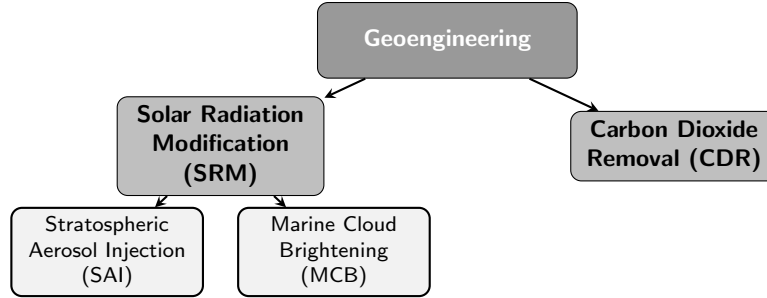 Geoengineering
Solar Radiation
Modification
(SRM)
Carbon Dioxide
Removal (CDR)
Stratospheric
Aerosol Injection
(SAI)
Marine Cloud
Brightening
(MCB)